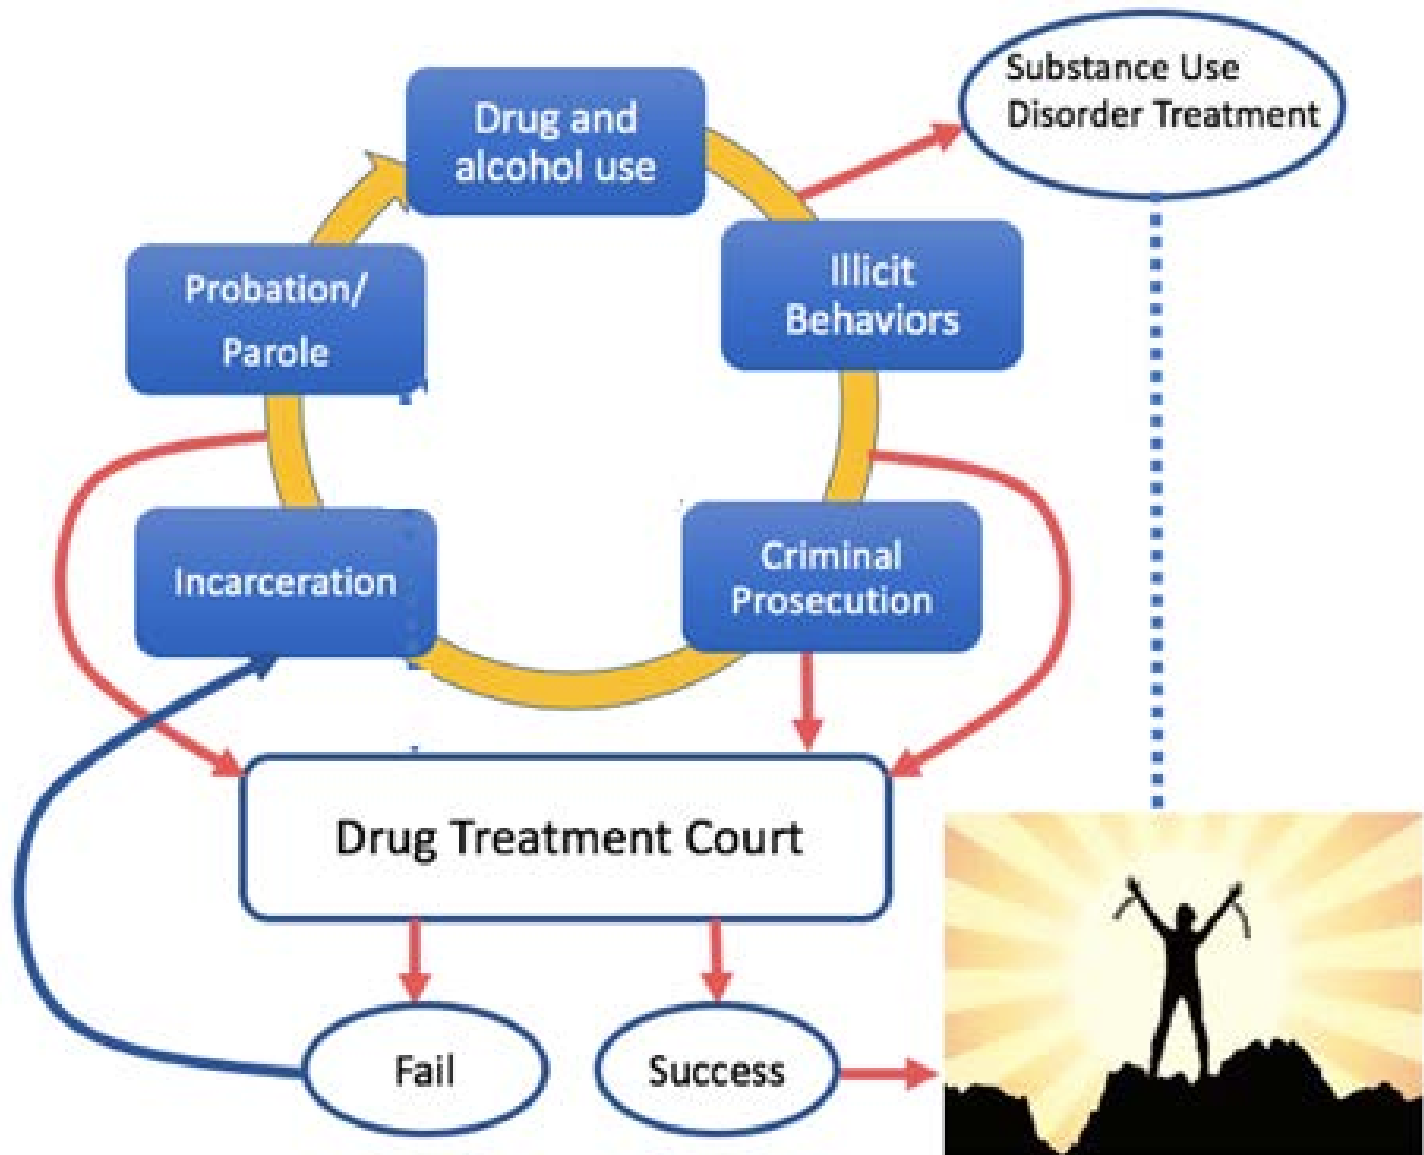 Substance Use
Disorder Treatment
Drug and
alcohol use
Illicit
Behaviors
Probation/
Parole
Criminal
Prosecution
Incarceration
Drug Treatment Court
Fail
Success